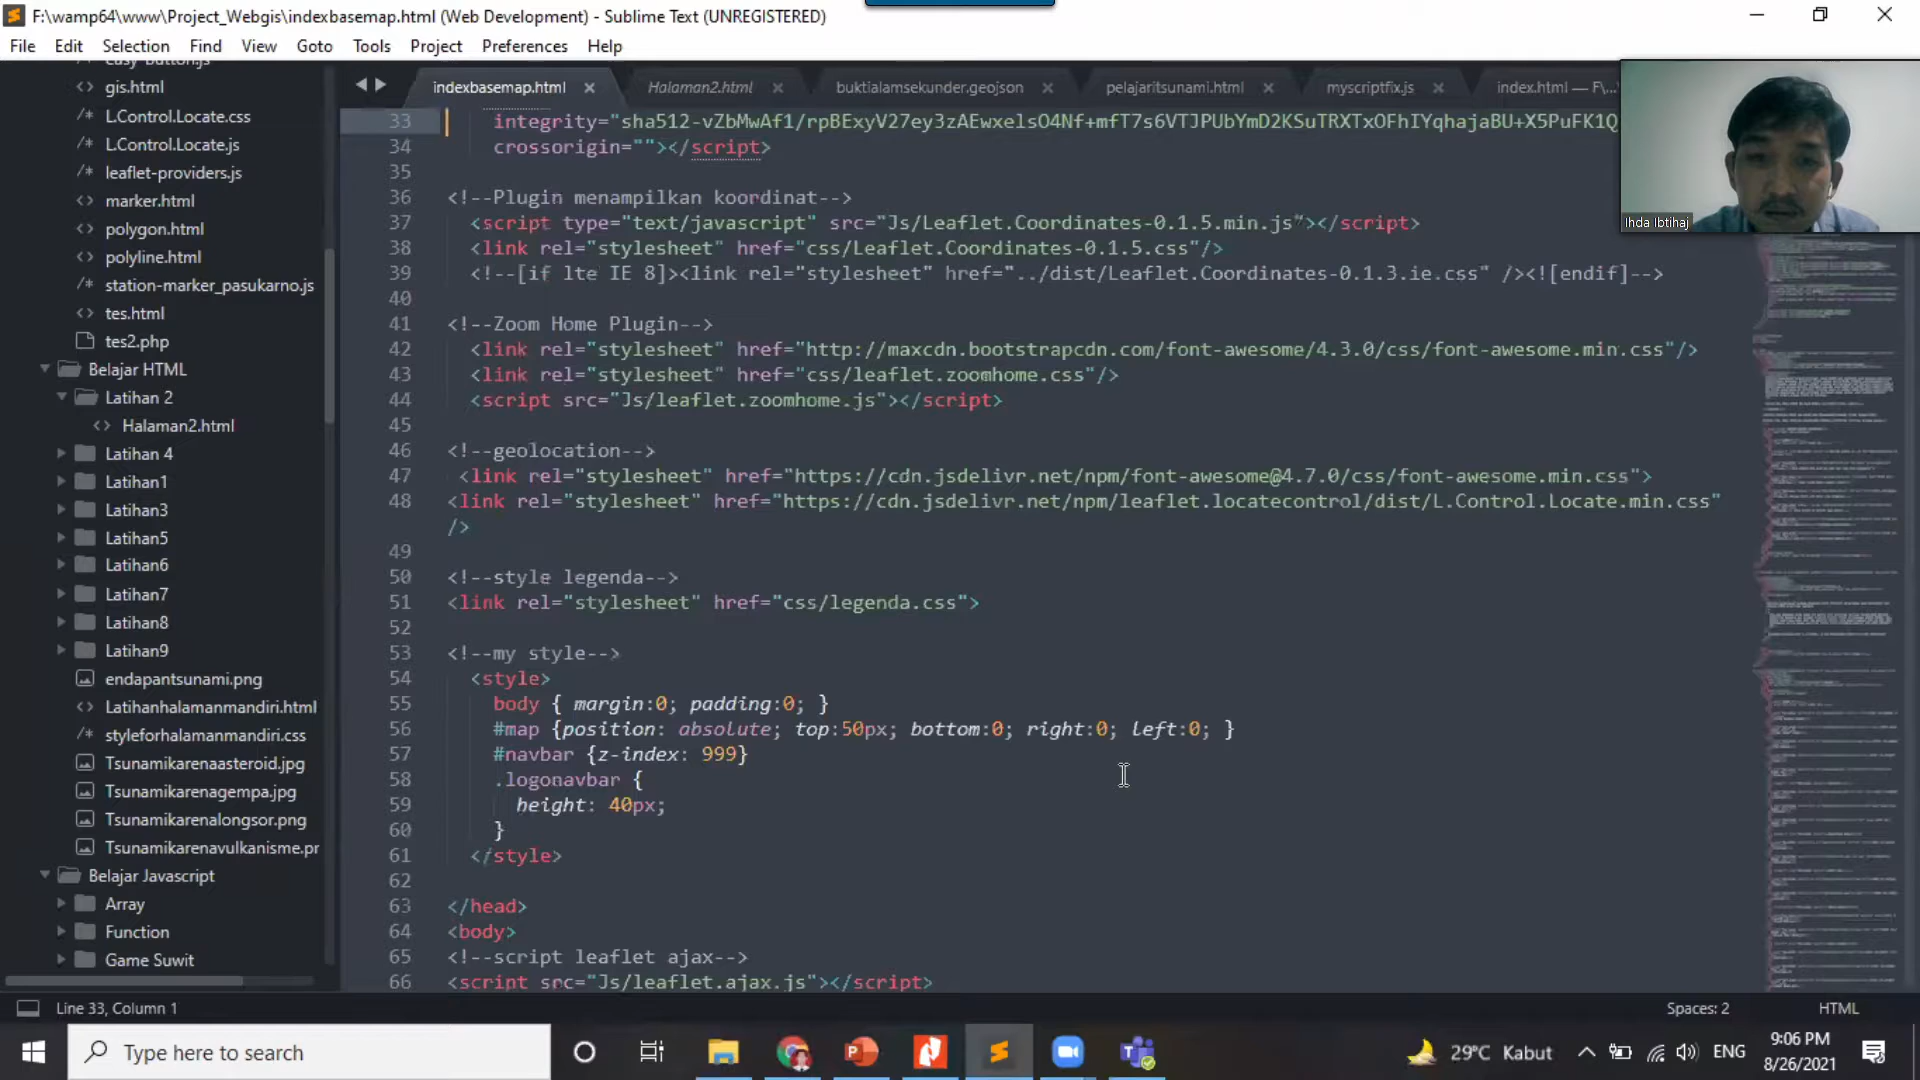 F:\wamp64\www\Project_Webgis\indexbasemap.html (Web Development) - Sublime Text (UNREGISTERED)
File Edit Selection Find View Goto Tools Project Preferences Help
easy-button.js
gis.html
L.Control.Locate.css
L.Control.Locate.js
leaflet-providers.js
marker.html
polygon.html
polyline.html
station-marker_pasukarno.js
tes.html
tes2.php
Belajar HTML
Latihan 2
Halaman2.html
Latihan 4
Latihan1
Latihan3
Latihan5
Latihan6
Latihan7
Latihan8
Latihan9
endapantsunami.png
Latihanhalamanmandiri.html
styleforhalamanmandiri.css
Tsunamikarenaasteroid.jpg
Tsunamikarenagempa.jpg
Tsunamikarenalongsor.png
Tsunamikarenavulkanisme.pr
Belajar Javascript
Array
Function
Game Suwit
indexbasemap.html Halaman2.html buktialamsekunder.geojson pelajaritsunami.html myscriptfix.js index.html — F\...
33 integrity="sha512-vZbMwAf1/rpBExyV27ey3zAEwxelsO4Nf+mfT7s6VTJPUbYmD2KSuTRXTxOFhIYqhajaBU+X5PuFK1Q
34 crossorigin=""></script>
35
36 <!--Plugin menampilkan koordinat-->
37 <script type="text/javascript" src="Js/Leaflet.Coordinates-0.1.5.min.js"></script>
38 <link rel="stylesheet" href="css/Leaflet.Coordinates-0.1.5.css"/>
39 <!--[if lte IE 8]><link rel="stylesheet" href="../dist/Leaflet.Coordinates-0.1.3.ie.css" /><![endif]-->
40
41 <!--Zoom Home Plugin-->
42 <link rel="stylesheet" href="http://maxcdn.bootstrapcdn.com/font-awesome/4.3.0/css/font-awesome.min.css"/>
43 <link rel="stylesheet" href="css/leaflet.zoomhome.css"/>
44 <script src="Js/leaflet.zoomhome.js"></script>
45
46 <!--geolocation-->
47 <link rel="stylesheet" href="https://cdn.jsdelivr.net/npm/font-awesome@4.7.0/css/font-awesome.min.css">
48 <link rel="stylesheet" href="https://cdn.jsdelivr.net/npm/leaflet.locatecontrol/dist/L.Control.Locate.min.css"
/>
49
50 <!--style legenda-->
51 <link rel="stylesheet" href="css/legenda.css">
52
53 <!--my style-->
54 <style>
55 body { margin:0; padding:0; }
56 #map {position: absolute; top:50px; bottom:0; right:0; left:0; }
57 #navbar {z-index: 999}
58 .logonavbar {
59 height: 40px;
60 }
61 </style>
62
63 </head>
64 <body>
65 <!--script leaflet ajax-->
66 <script src="Js/leaflet.ajax.js"></script>
Ihda Ibtihaj
Line 33, Column 1
Spaces: 2 HTML
Type here to search
29°C Kabut
ENG
9:06 PM
8/26/2021